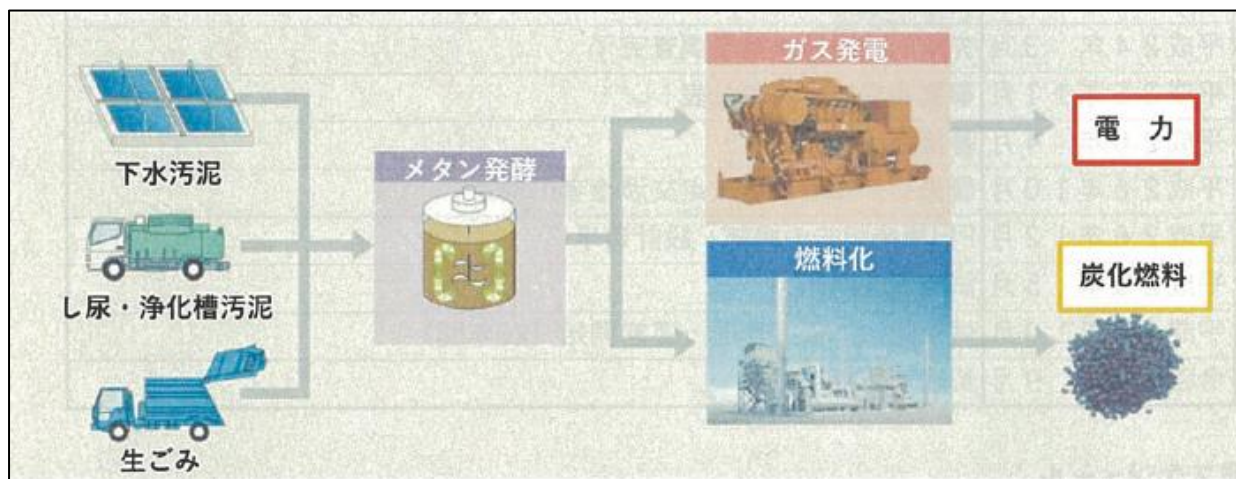 下水汚泥
し尿・浄化槽汚泥
生ごみ
メタン発酵
ガス発電
燃料化
電 力
炭化燃料